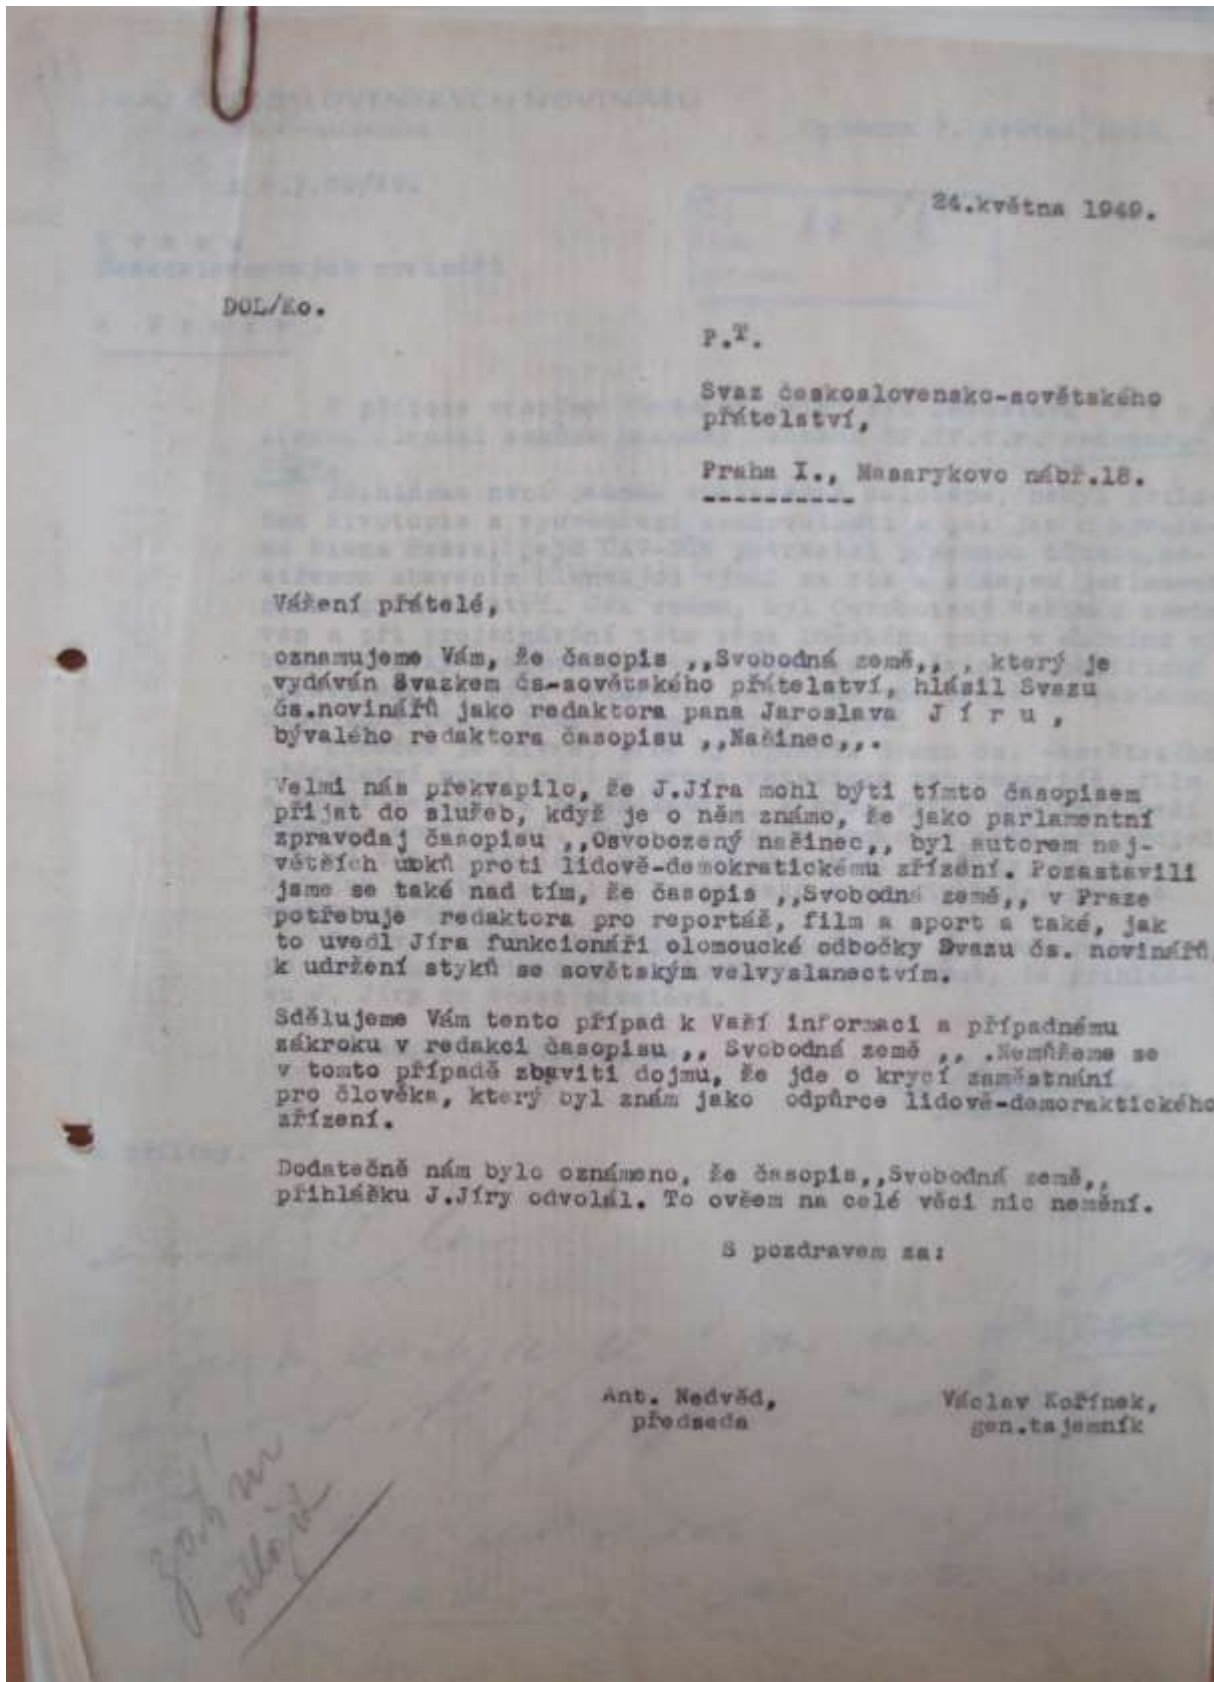 24.května 1949.
DOL/Ko.
P.T.
Svaz československo-sovětského
přátelství,
Praha I., Masarykovo nábř.18.
----------
Vážení přátelé,
oznamujeme Vám, že časopis ,,Svobodná země,, , který je
vydáván Svazkem čs-sovětského přátelství, hlásil Svazu
čs.novinářů jako redaktora pana Jaroslava J í r u ,
bývalého redaktora časopisu ,,Našinec,,.
Velmi nás překvapilo, že J.Jíra mohl býti tímto časopisem
přijat do služeb, když je o něm známo, že jako parlamentní
zpravodaj časopisu ,,Osvobozený našinec,, byl autorem nej-
větších útoků proti lidově-demokratickému zřízení. Pozastavili
jsme se také nad tím, že časopis ,,Svobodná země,, v Praze
potřebuje redaktora pro reportáž, film a sport a také, jak
to uvedl Jíra funkcionáři olomoucké odbočky Svazu čs. novinářů
k udržení styků se sovětským velvyslanectvím.
Sdělujeme Vám tento případ k Vaší informaci a případnému
zákroku v redakci časopisu ,, Svobodná země ,, .Nemůžeme se
v tomto případě zbaviti dojmu, že jde o krycí zaměstnání
pro člověka, který byl znám jako odpůrce lidově-demoraktického
zřízení.
Dodatečně nám bylo oznámeno, že časopis,,Svobodná země,,
přihlášku J.Jíry odvolal. To ovšem na celé věci nic nemění.
S pozdravem za:
Ant. Nedvěd,
předseda
Václav Kořínek,
gen.tajemník